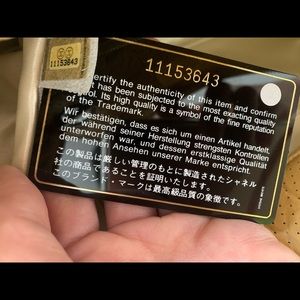 11153643
11153643
certify the authenticity of this item and confirm
it has been subjected to the most exacting quality
control. Its high quality is a symbol of the fine reputation
of the Trademark.
Wir bestätigen, dass es sich um einen Artikel handelt,
der während seiner Herstellung strengsten Kontrollen
unterworfen war, und dessen erstklassige Qualität
dem hohen Ansehen unserer Marke entspricht.
この製品は厳しい管理のもとに製造されたシャネル
社の商品であることを証明いたします。
このブランド・マークは最高級品質の象徴です。